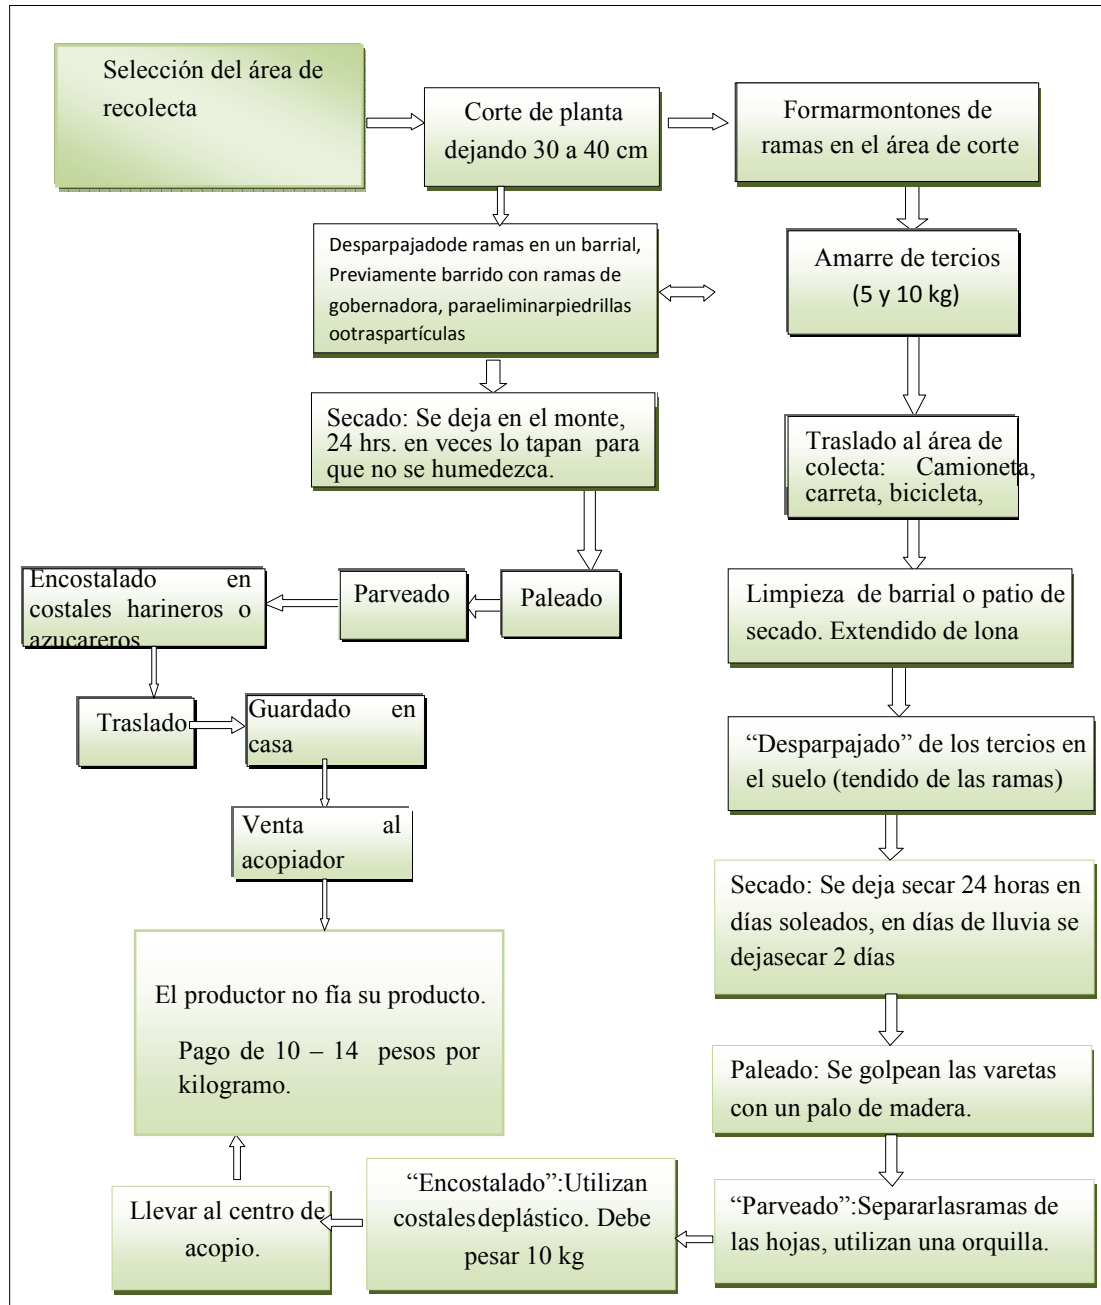 Selección del área de
recolecta
Corte de planta
dejando 30 a 40 cm
Formarmontones de
ramas en el área de corte
Desparpajadode ramas en un barrial,
Previamente barrido con ramas de
gobernadora, paraeliminarpiedrillas
ootraspartículas
Amarre de tercios
(5 y 10 kg)
Secado: Se deja en el monte,
24 hrs. en veces lo tapan para
que no se humedezca.
Traslado al área de
colecta: Camioneta,
carreta, bicicleta,
Encostalado en
costales harineros o
azucareros
Parveado
Paleado
Limpieza de barrial o patio de
secado. Extendido de lona
Traslado
Guardado en
casa
“Desparpajado” de los tercios en
el suelo (tendido de las ramas)
Venta al
acopiador
Secado: Se deja secar 24 horas en
días soleados, en días de lluvia se
dejasecar 2 días
El productor no fía su producto.
Pago de 10 – 14 pesos por
kilogramo.
Paleado: Se golpean las varetas
con un palo de madera.
Llevar al centro de
acopio.
“Encostalado”:Utilizan
costalesdeplástico. Debe
pesar 10 kg
“Parveado”:Separarlasramas de
las hojas, utilizan una orquilla.